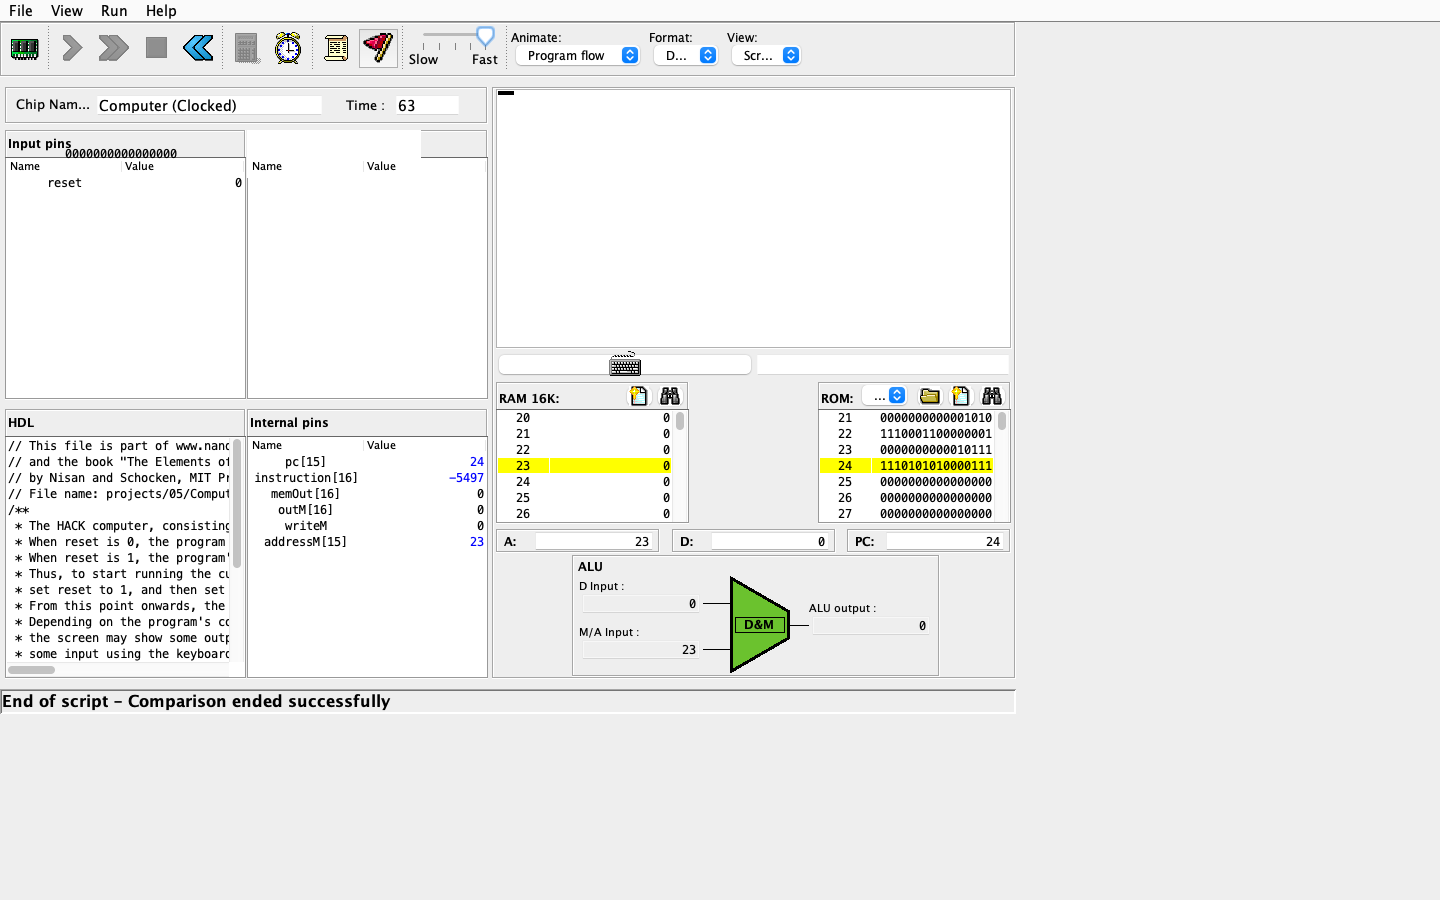 File View Run Help
Animate: Format: View:
Slow Fast Program flow D... Scr...
Chip Nam... Computer (Clocked) Time : 63
Input pins
0000000000000000
Name Value Name Value
reset 0
RAM 16K: ROM: ...
20 0
21 0
22 0
23 0
24 0
25 0
26 0
21 0000000000001010
22 1110001100000001
23 0000000000010111
24 1110101010000111
25 0000000000000000
26 0000000000000000
27 0000000000000000
HDL
// This file is part of www.nanc
// and the book "The Elements of
// by Nisan and Schocken, MIT Pr
// File name: projects/05/Comput
/**
* The HACK computer, consisting
* When reset is 0, the program
* When reset is 1, the program'
* Thus, to start running the cu
* set reset to 1, and then set
* From this point onwards, the
* Depending on the program's co
* the screen may show some outp
* some input using the keyboard
Internal pins
Name Value
pc[15] 24
instruction[16] -5497
memOut[16] 0
outM[16] 0
writeM 0
addressM[15] 23
A: 23 D: 0 PC: 24
ALU
D Input :
0
M/A Input :
23
D&M
ALU output :
0
End of script - Comparison ended successfully